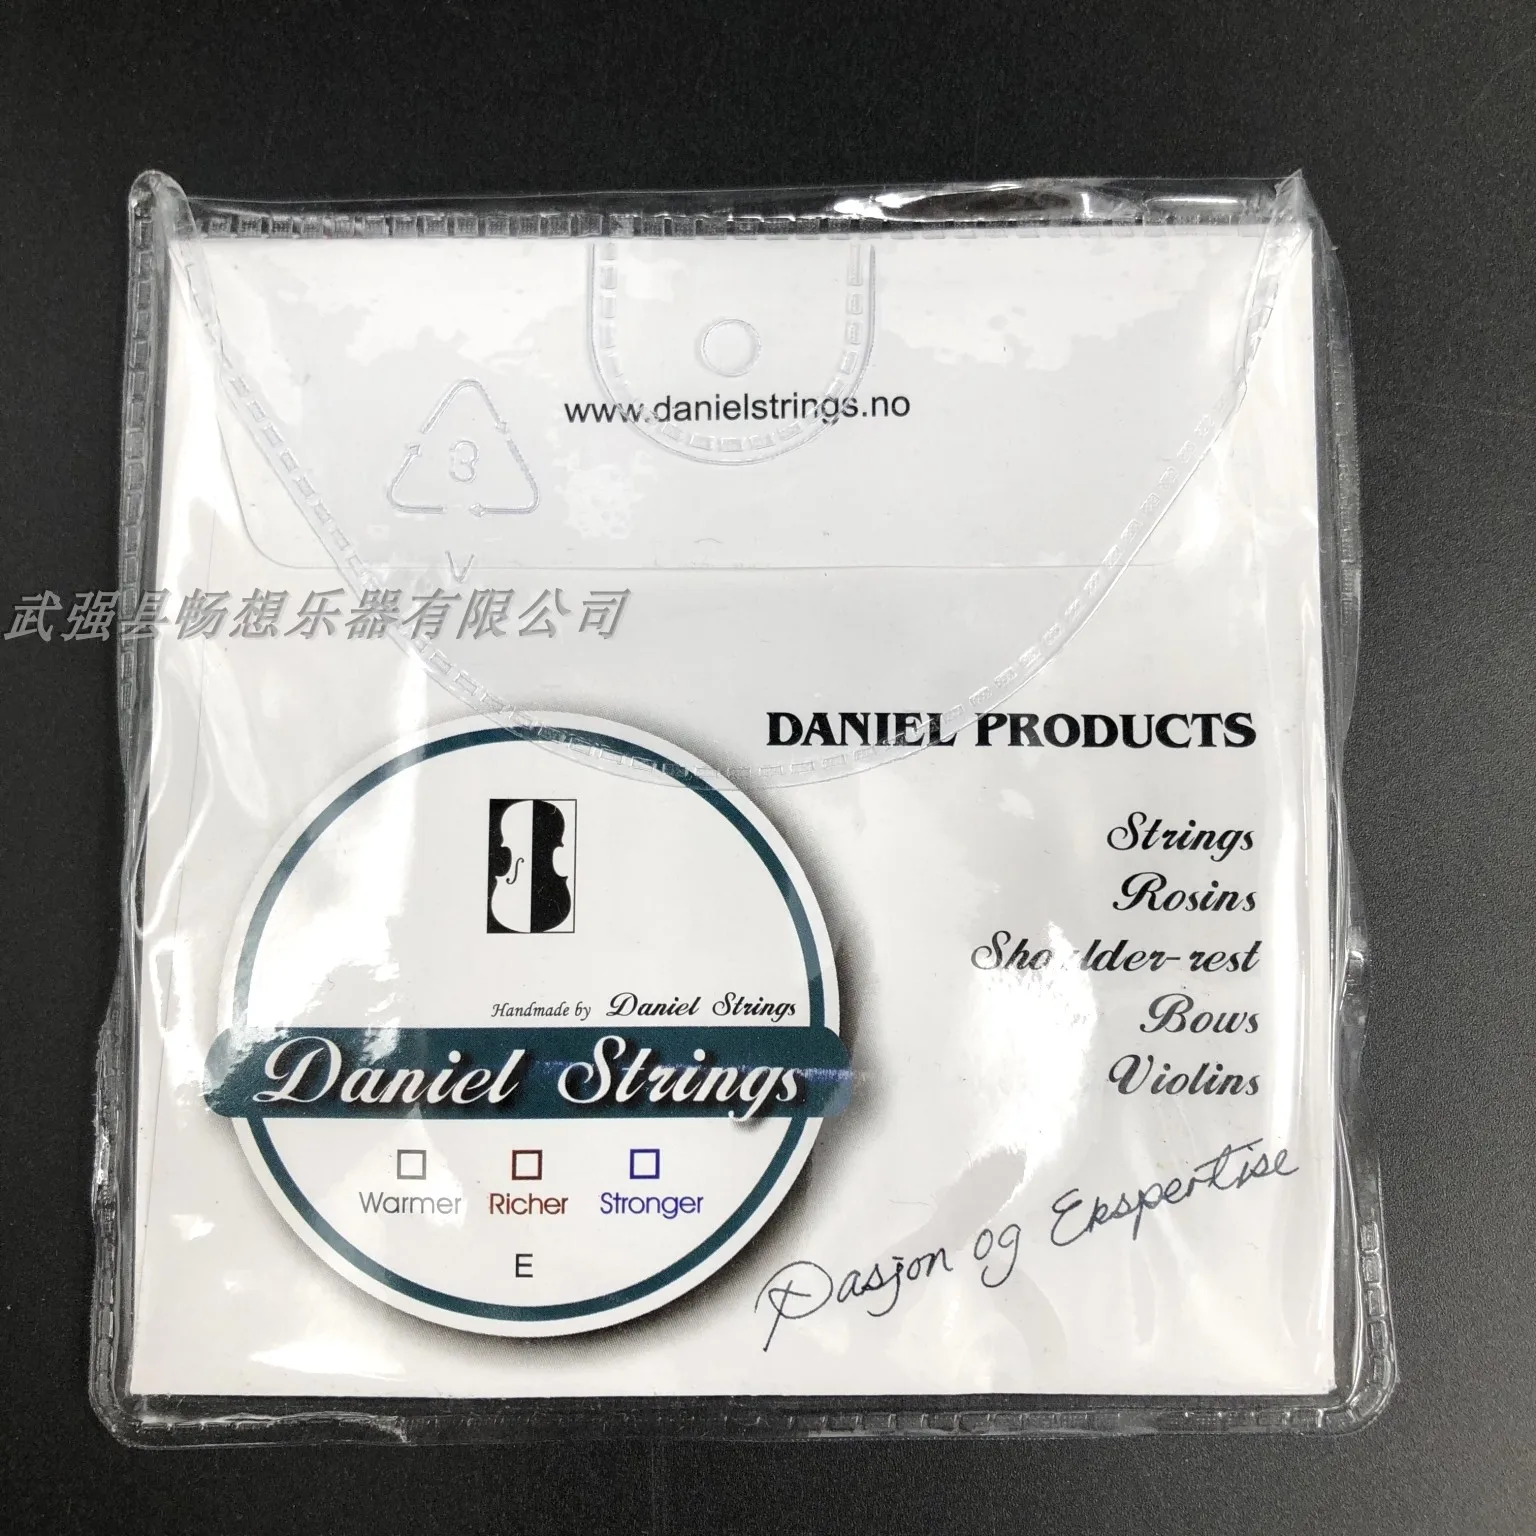 www.danielstrings.no
3
V
武强县畅想乐器有限公司
DANIEL PRODUCTS
Strings
Rosins
Shoulder-rest
Bows
Violins
Pasjon og Ekspertise
Handmade by Daniel Strings
Daniel Strings
Warmer Richer Stronger
E